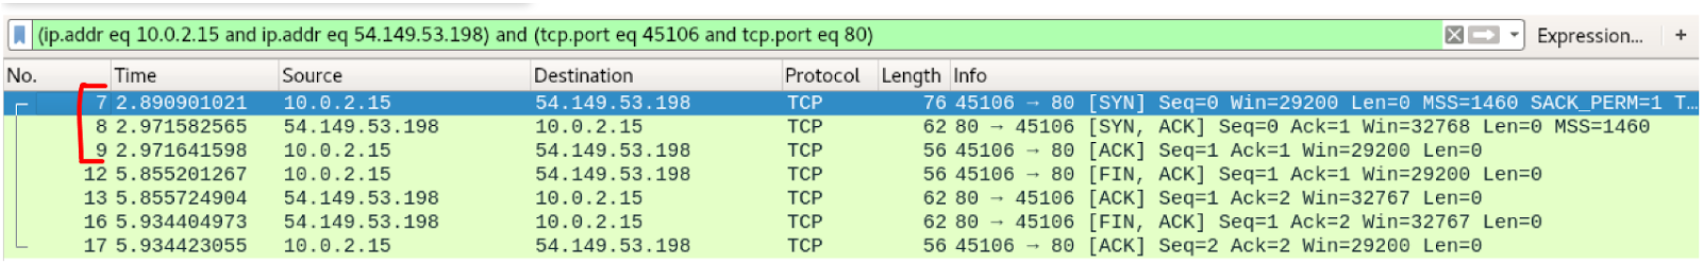 (ip.addr eq 10.0.2.15 and ip.addr eq 54.149.53.198) and (tcp.port eq 45106 and tcp.port eq 80) Expression... +
No. Time Source Destination Protocol Length Info
7 2.890901021 10.0.2.15 54.149.53.198 TCP 76 45106 → 80 [SYN] Seq=0 Win=29200 Len=0 MSS=1460 SACK_PERM=1 T…
8 2.971582565 54.149.53.198 10.0.2.15 TCP 62 80 → 45106 [SYN, ACK] Seq=0 Ack=1 Win=32768 Len=0 MSS=1460
9 2.971641598 10.0.2.15 54.149.53.198 TCP 56 45106 → 80 [ACK] Seq=1 Ack=1 Win=29200 Len=0
12 5.855201267 10.0.2.15 54.149.53.198 TCP 56 45106 → 80 [FIN, ACK] Seq=1 Ack=1 Win=29200 Len=0
13 5.855724904 54.149.53.198 10.0.2.15 TCP 62 80 → 45106 [ACK] Seq=1 Ack=2 Win=32767 Len=0
16 5.934404973 54.149.53.198 10.0.2.15 TCP 62 80 → 45106 [FIN, ACK] Seq=1 Ack=2 Win=32767 Len=0
17 5.934423055 10.0.2.15 54.149.53.198 TCP 56 45106 → 80 [ACK] Seq=2 Ack=2 Win=29200 Len=0